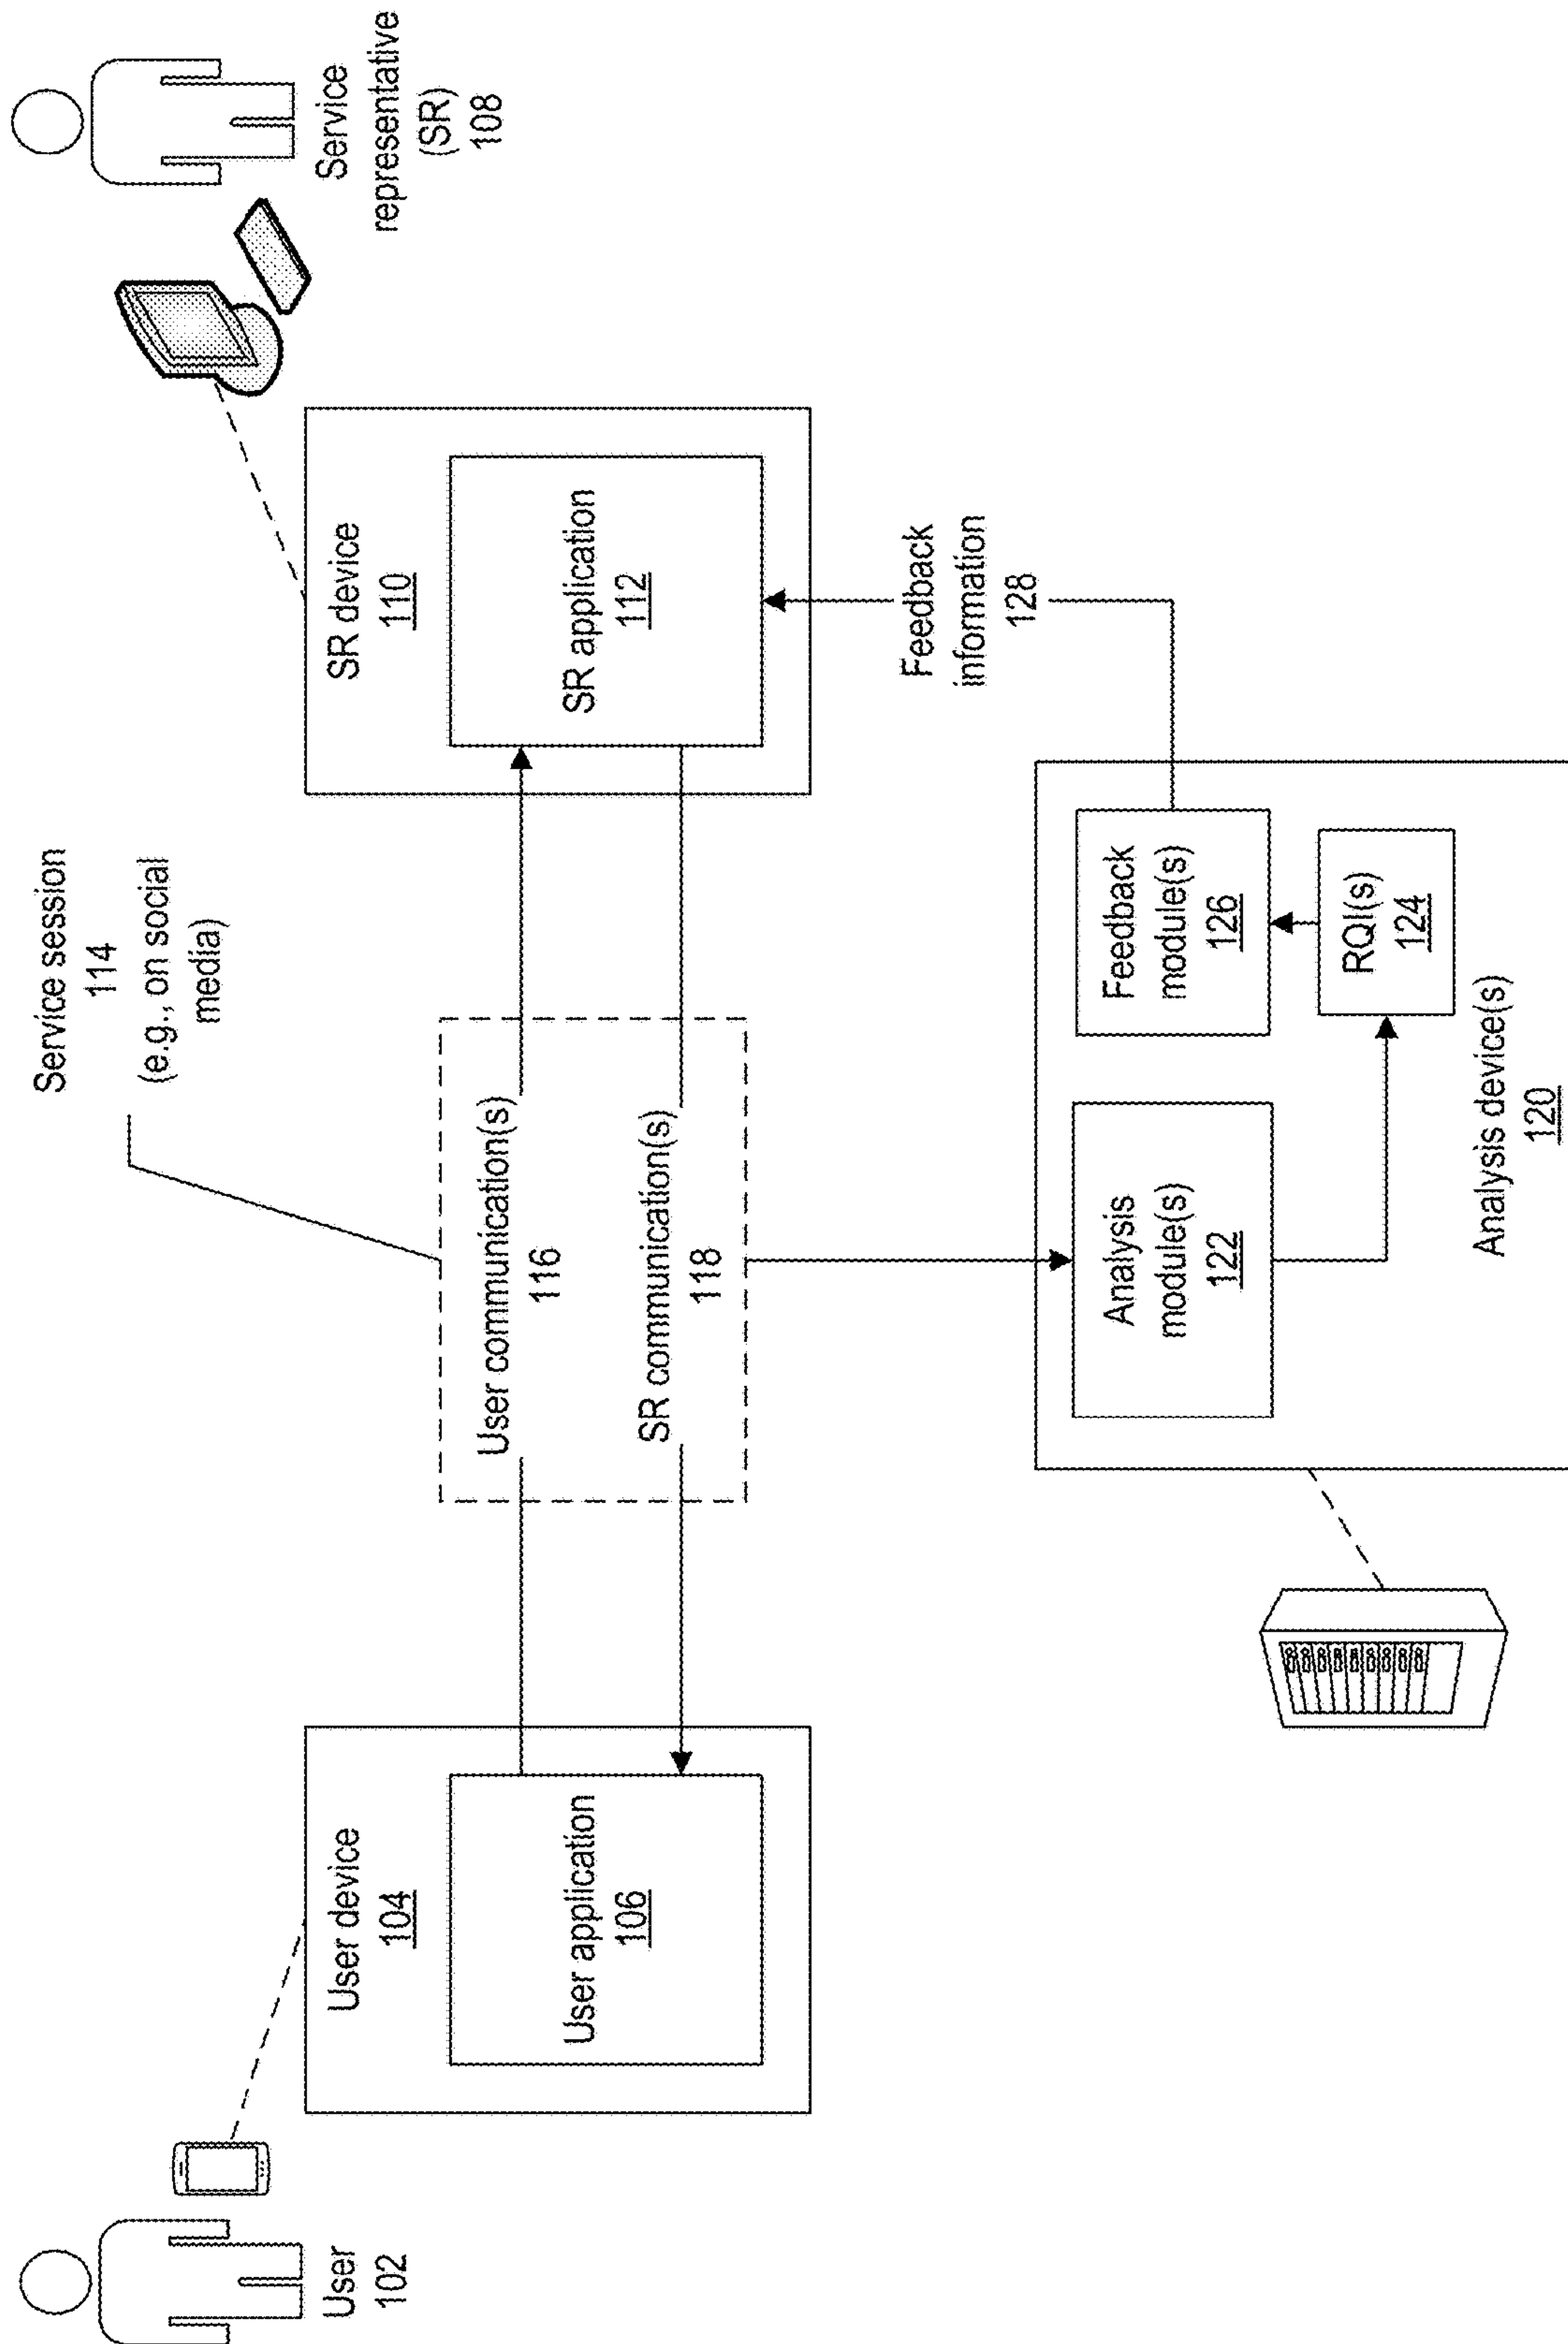 Service session
114
(e.g., on social
media)
User
102
User device
104
User application
106
User communication(s)
116
SR communication(s)
118
SR device
110
SR application
112
Service
representative
(SR)
108
Feedback
information
128
Analysis
module(s)
122
Feedback
module(s)
126
RQI(s)
124
Analysis device(s)
120